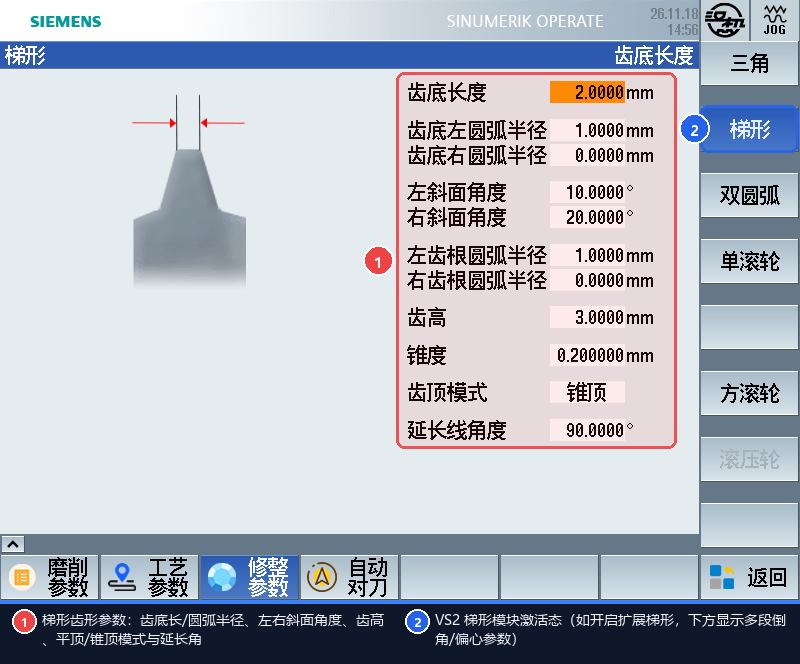 SIEMENS
SINUMERIK OPERATE
26.11.18
14:56
JOG
梯形
齿底长度
齿底长度 2.0000 mm
齿底左圆弧半径 1.0000 mm
齿底右圆弧半径 0.0000 mm
左斜面角度 10.0000 °
右斜面角度 20.0000 °
1
左齿根圆弧半径 1.0000 mm
右齿根圆弧半径 0.0000 mm
齿高 3.0000 mm
锥度 0.200000 mm
齿顶模式 锥顶
延长线角度 90.0000 °
三角
2
梯形
双圆弧
单滚轮
方滚轮
滚压轮
磨削
参数
工艺
参数
修整
参数
自动
对刀
返回
1 梯形齿形参数：齿底长/圆弧半径、左右斜面角度、齿高
、平顶/锥顶模式与延长角
2 VS2 梯形模块激活态（如开启扩展梯形，下方显示多段倒
角/偏心参数）